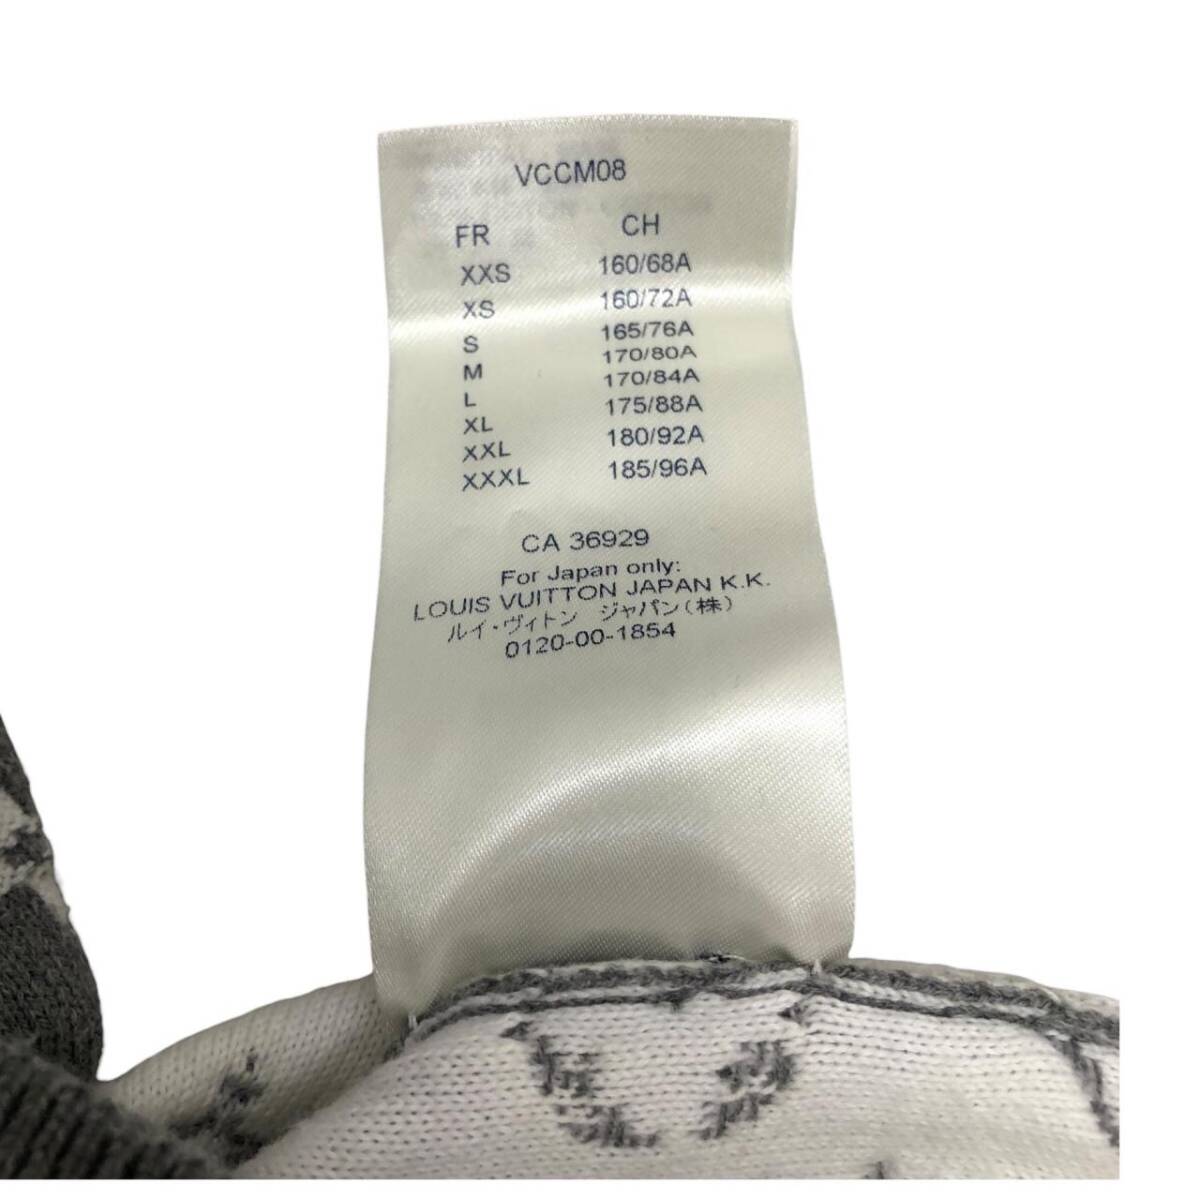 VCCM08
FR CH
XXS 160/68A
XS 160/72A
S 165/76A
M 170/80A
L 170/84A
XL 175/88A
XXL 180/92A
XXXL 185/96A
CA 36929
For Japan only:
LOUIS VUITTON JAPAN K.K.
ルイ・ヴィトン ジャパン(株)
0120-00-1854